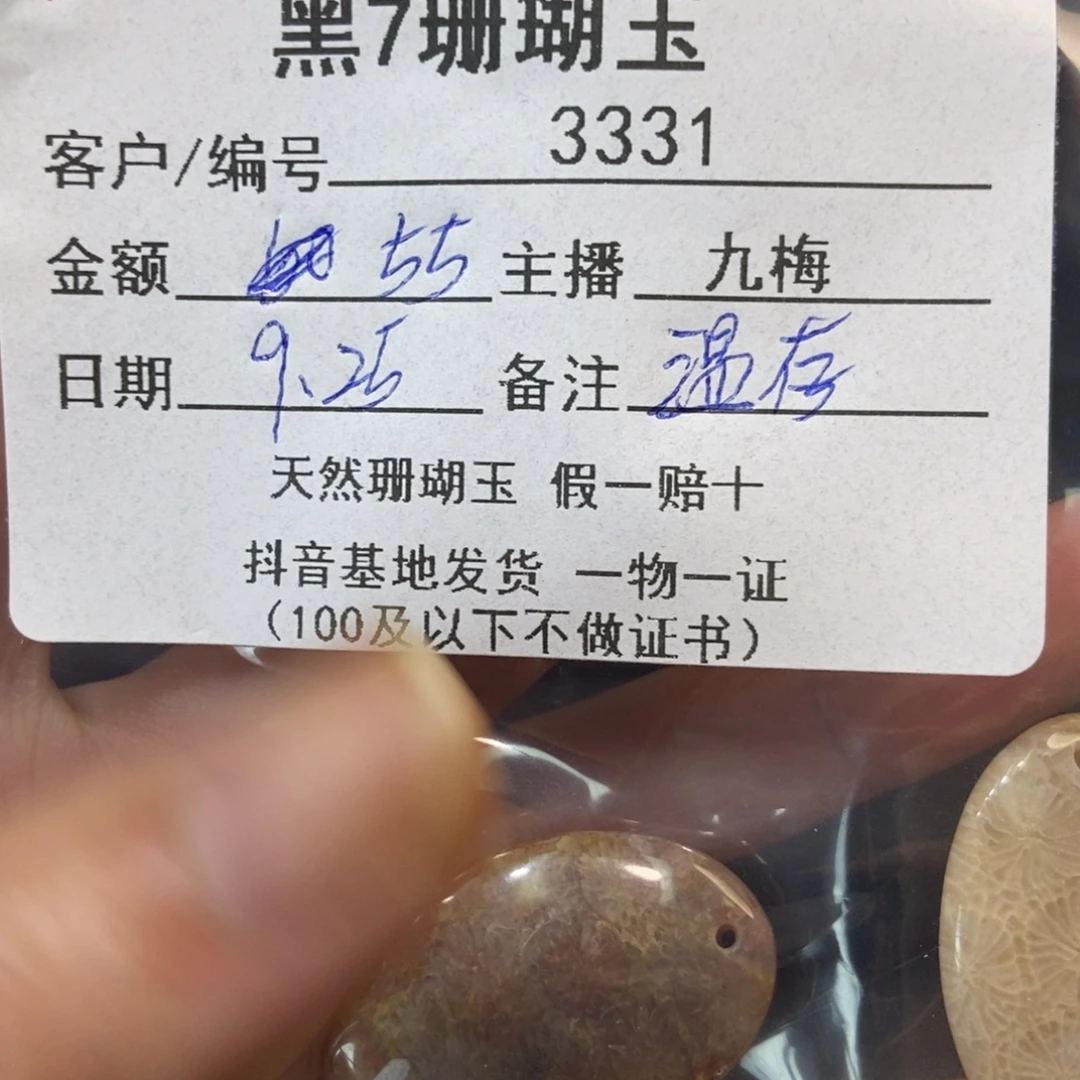 黑7珊瑚玉
客户/编号 3331
金额 55 主播 九梅
日期 9.25 备注 温存
天然珊瑚玉 假一赔十
抖音基地发货 一物一证
（100及以下不做证书）